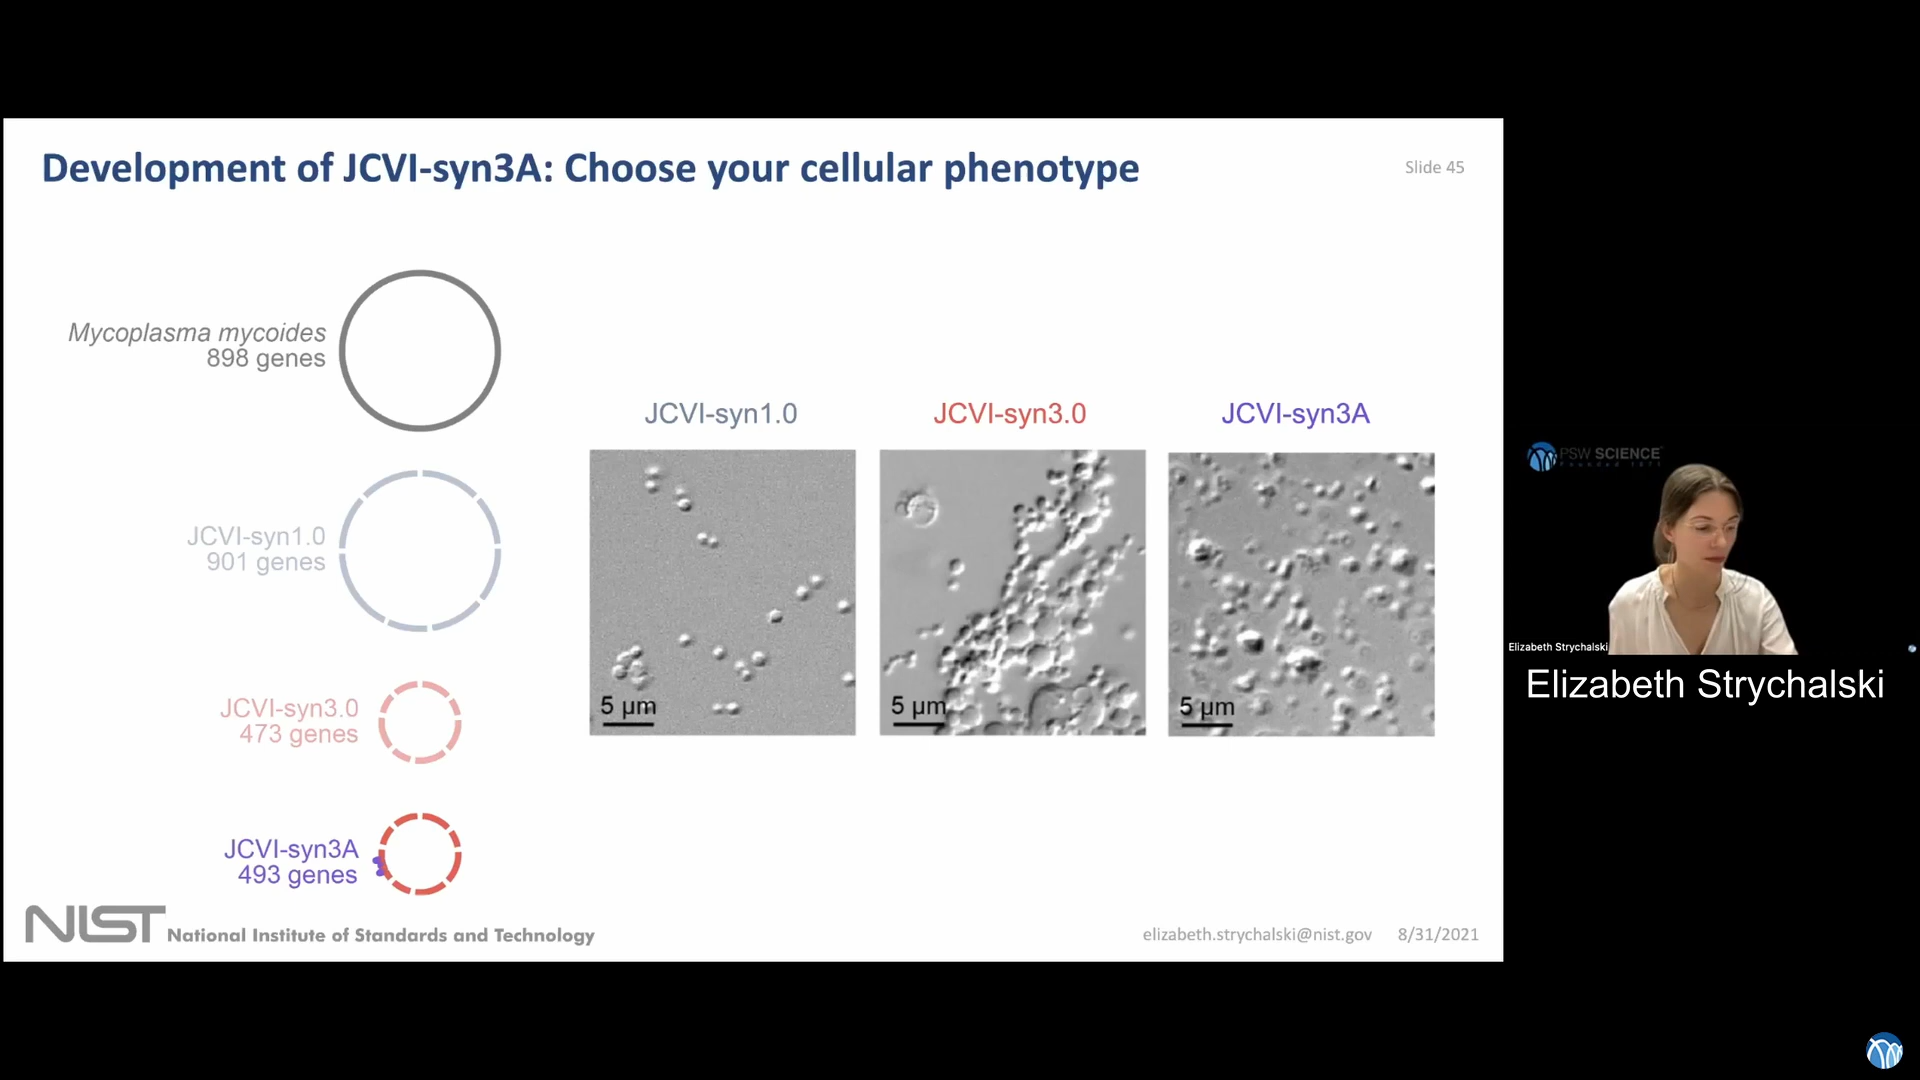 Development of JCVI-syn3A: Choose your cellular phenotype
Slide 45
Mycoplasma mycoides
898 genes
JCVI-syn1.0
901 genes
JCVI-syn3.0
473 genes
JCVI-syn3A
493 genes
JCVI-syn1.0
JCVI-syn3.0
JCVI-syn3A
5 µm
5 µm
5 µm
NIST National Institute of Standards and Technology
elizabeth.strychalski@nist.gov
8/31/2021
PSW SCIENCE
Elizabeth Strychalski
Elizabeth Strychalski